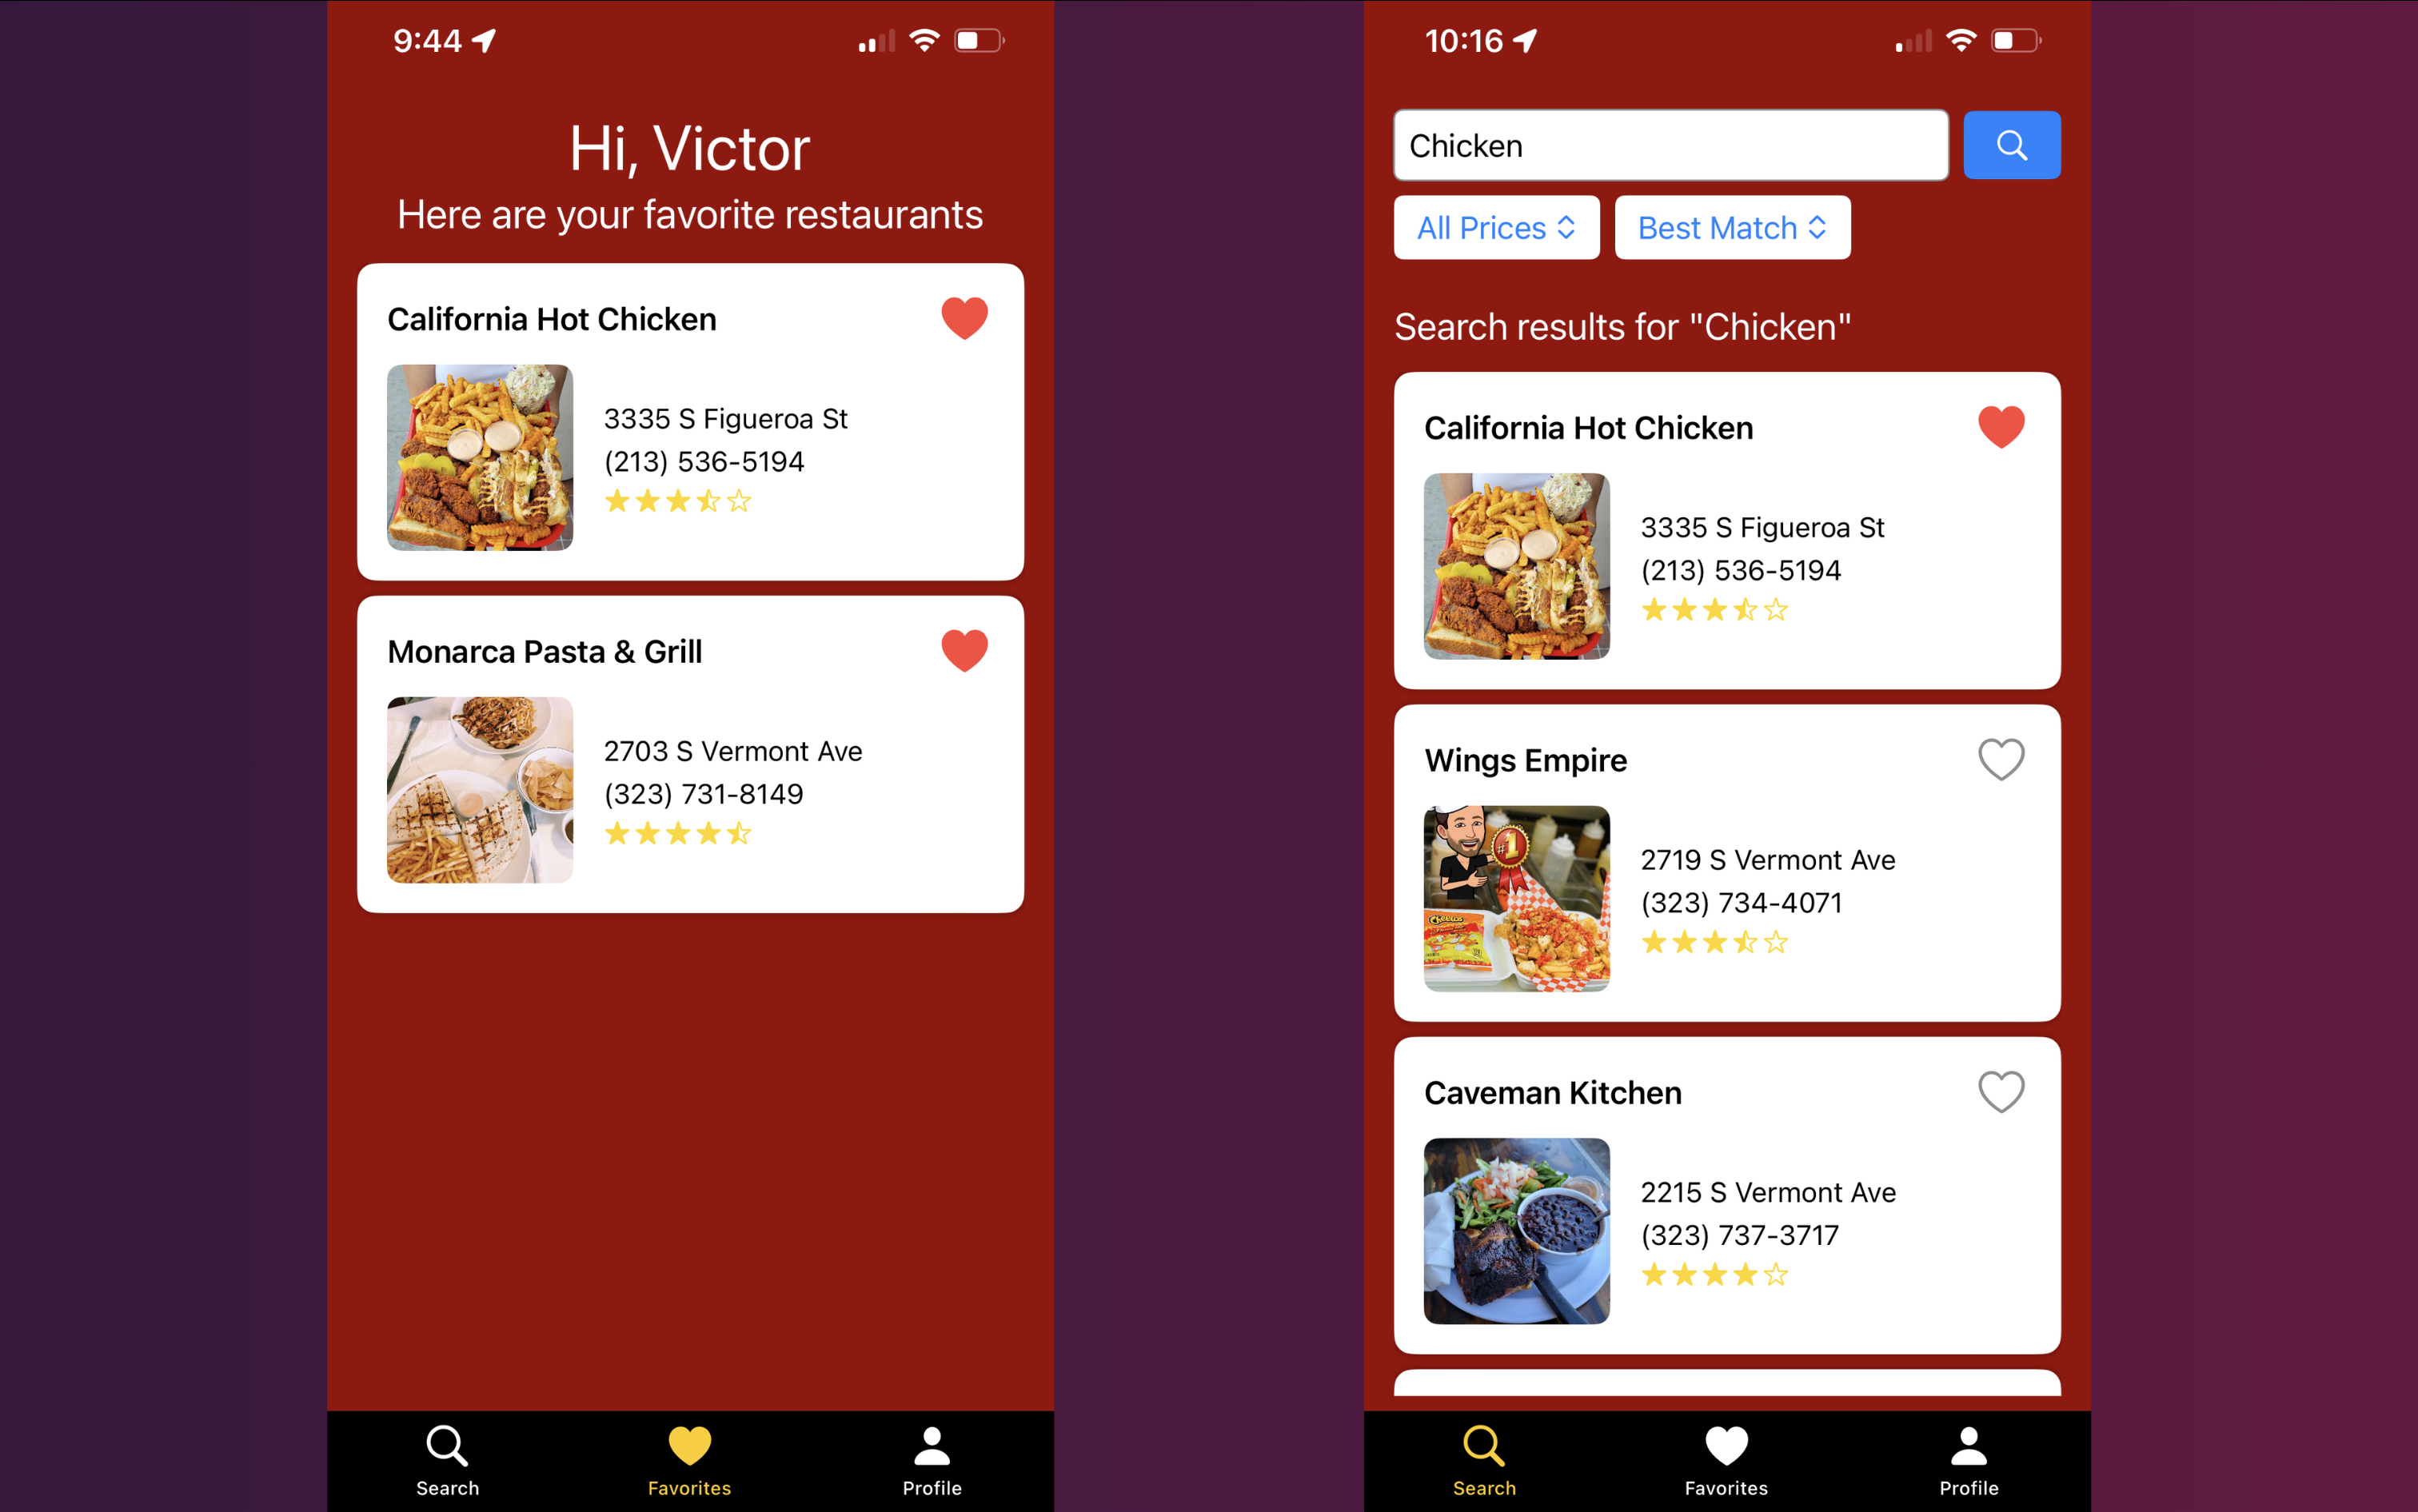 9:44
Hi, Victor
Here are your favorite restaurants
California Hot Chicken
3335 S Figueroa St
(213) 536-5194
Monarca Pasta & Grill
2703 S Vermont Ave
(323) 731-8149
Search
Favorites
Profile
10:16
Chicken
All Prices
Best Match
Search results for "Chicken"
California Hot Chicken
3335 S Figueroa St
(213) 536-5194
Wings Empire
#1
Cheetos
2719 S Vermont Ave
(323) 734-4071
Caveman Kitchen
2215 S Vermont Ave
(323) 737-3717
Search
Favorites
Profile